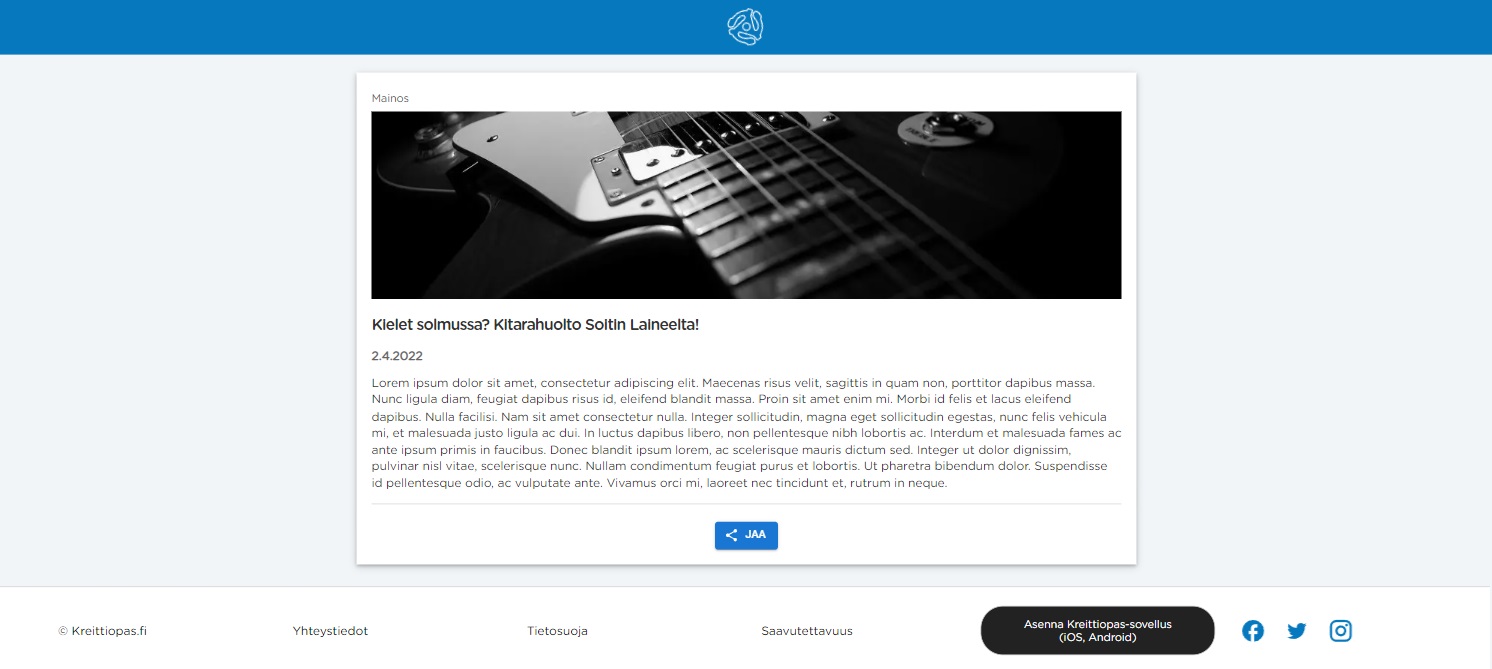 Mainos
Kielet solmussa? Kitarahuolto Soitin Laineelta!
2.4.2022
Lorem ipsum dolor sit amet, consectetur adipiscing elit. Maecenas risus velit, sagittis in quam non, porttitor dapibus massa.
Nunc ligula diam, feugiat dapibus risus id, eleifend blandit massa. Proin sit amet enim mi. Morbi id felis et lacus eleifend
dapibus. Nulla facilisi. Nam sit amet consectetur nulla. Integer sollicitudin, magna eget sollicitudin egestas, nunc felis vehicula
mi, et malesuada justo ligula ac dui. In luctus dapibus libero, non pellentesque nibh lobortis ac. Interdum et malesuada fames ac
ante ipsum primis in faucibus. Donec blandit ipsum lorem, ac scelerisque mauris dictum sed. Integer ut dolor dignissim,
pulvinar nisl vitae, scelerisque nunc. Nullam condimentum feugiat purus et lobortis. Ut pharetra bibendum dolor. Suspendisse
id pellentesque odio, ac vulputate ante. Vivamus orci mi, laoreet nec tincidunt et, rutrum in neque.
JAA
© Kreittiopas.fi
Yhteystiedot
Tietosuoja
Saavutettavuus
Asenna Kreittiopas-sovellus
(iOS, Android)